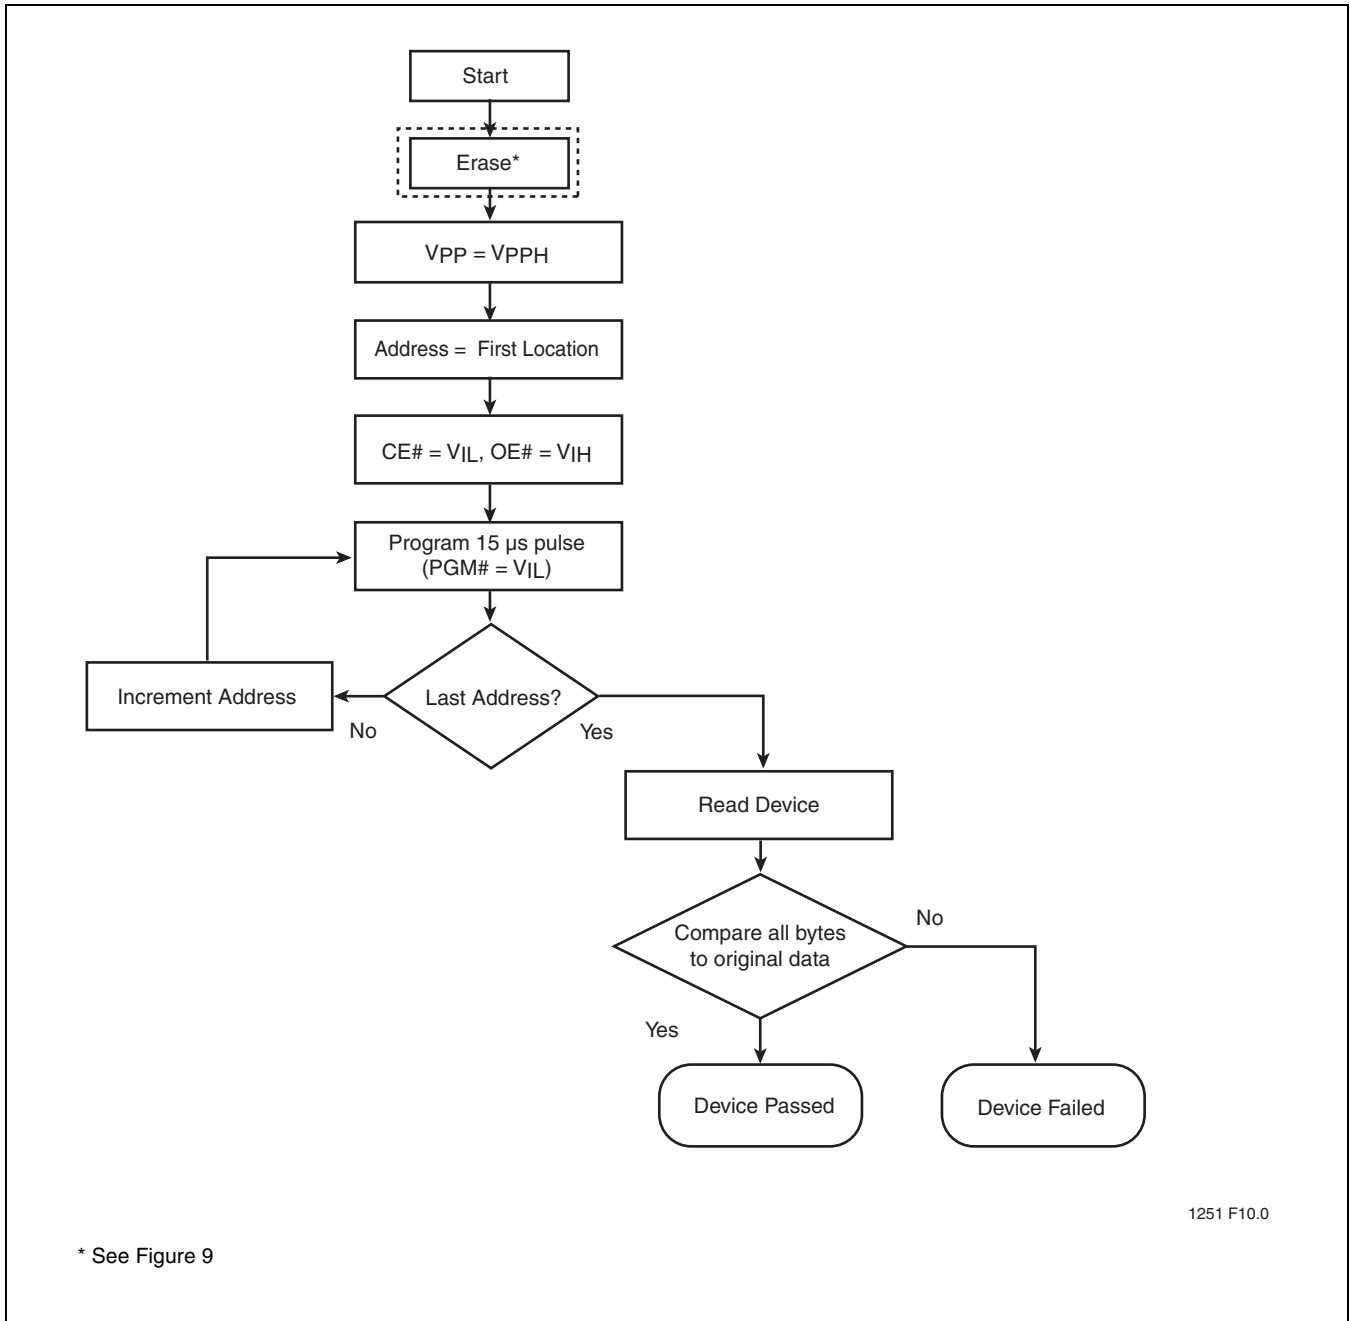 Start
Erase*
VPP = VPPH
Address = First Location
CE# = VIL, OE# = VIH
Program 15 µs pulse
(PGM# = VIL)
Last Address?
Increment Address
No
Yes
Read Device
Compare all bytes
to original data
No
Yes
Device Passed
Device Failed
1251 F10.0
* See Figure 9